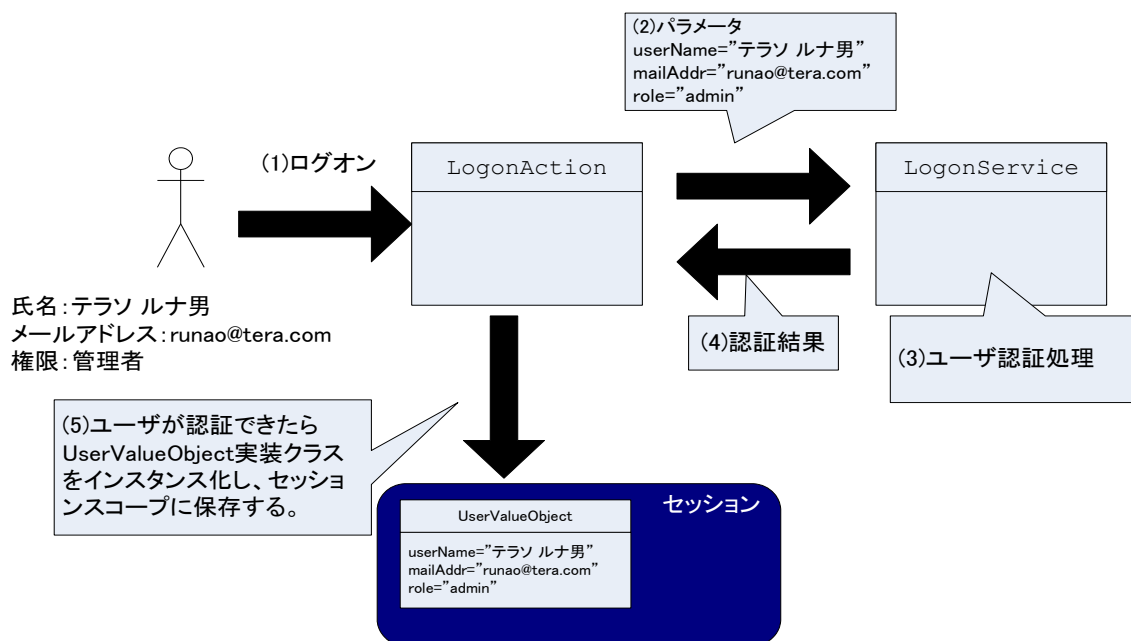 (2)パラメータ
userName=”テラソ ルナ男”
mailAddr=”runao@tera.com”
role=”admin”
(1)ログオン
LogonAction
LogonService
氏名：テラソ ルナ男
メールアドレス：runao@tera.com
権限：管理者
(4)認証結果
(3)ユーザ認証処理
(5)ユーザが認証できたら
UserValueObject実装クラス
をインスタンス化し、セッショ
ンスコープに保存する。
セッション
UserValueObject
userName=”テラソ ルナ男”
mailAddr=”runao@tera.com”
role=”admin”